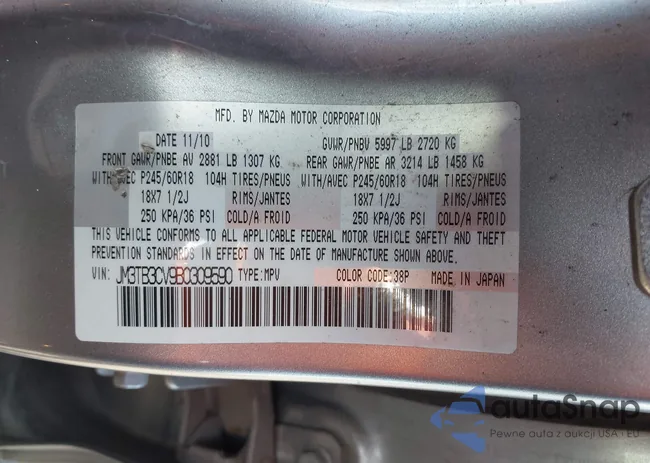 MFD. BY MAZDA MOTOR CORPORATION
DATE 11/10 GVWR/PNBV 5997 LB 2720 KG
FRONT GAWR/PNBE AV 2881 LB 1307 KG REAR GAWR/PNBE AR 3214 LB 1458 KG
WITH/AVEC P245/60R18 104H TIRES/PNEUS WITH/AVEC P245/60R18 104H TIRES/PNEUS
18X7 1/2J RIMS/JANTES 18X7 1/2J RIMS/JANTES
250 KPA/36 PSI COLD/A FROID 250 KPA/36 PSI COLD/A FROID
THIS VEHICLE CONFORMS TO ALL APPLICABLE FEDERAL MOTOR VEHICLE SAFETY AND THEFT
PREVENTION STANDARDS IN EFFECT ON THE DATE OF MANUFACTURE SHOWN ABOVE.
VIN: JM3TB3CV9B0309590 TYPE:MPV COLOR CODE:38P MADE IN JAPAN
autoSnap
Pewne auta z aukcji USA i EU